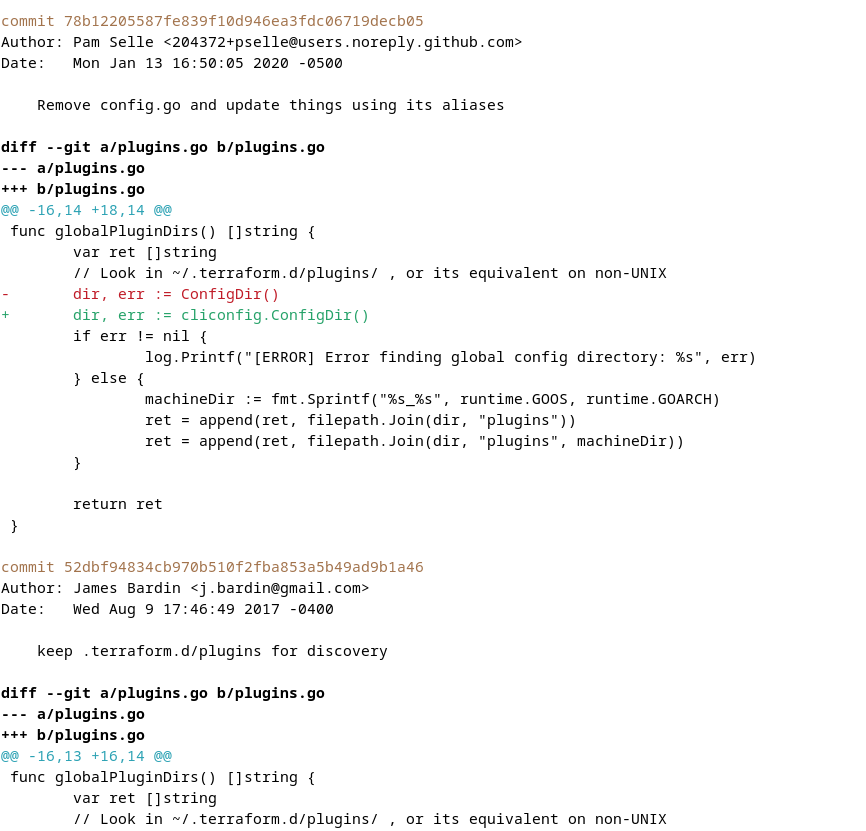 commit 78b12205587fe839f10d946ea3fdc06719decb05
Author: Pam Selle <204372+pselle@users.noreply.github.com>
Date:   Mon Jan 13 16:50:05 2020 -0500

    Remove config.go and update things using its aliases

diff --git a/plugins.go b/plugins.go
--- a/plugins.go
+++ b/plugins.go
@@ -16,14 +18,14 @@
 func globalPluginDirs() []string {
        var ret []string
        // Look in ~/.terraform.d/plugins/ , or its equivalent on non-UNIX
-       dir, err := ConfigDir()
+       dir, err := cliconfig.ConfigDir()
        if err != nil {
                log.Printf("[ERROR] Error finding global config directory: %s", err)
        } else {
                machineDir := fmt.Sprintf("%s_%s", runtime.GOOS, runtime.GOARCH)
                ret = append(ret, filepath.Join(dir, "plugins"))
                ret = append(ret, filepath.Join(dir, "plugins", machineDir))
        }

        return ret
 }

commit 52dbf94834cb970b510f2fba853a5b49ad9b1a46
Author: James Bardin <j.bardin@gmail.com>
Date:   Wed Aug 9 17:46:49 2017 -0400

    keep .terraform.d/plugins for discovery

diff --git a/plugins.go b/plugins.go
--- a/plugins.go
+++ b/plugins.go
@@ -16,13 +16,14 @@
 func globalPluginDirs() []string {
        var ret []string
        // Look in ~/.terraform.d/plugins/ , or its equivalent on non-UNIX